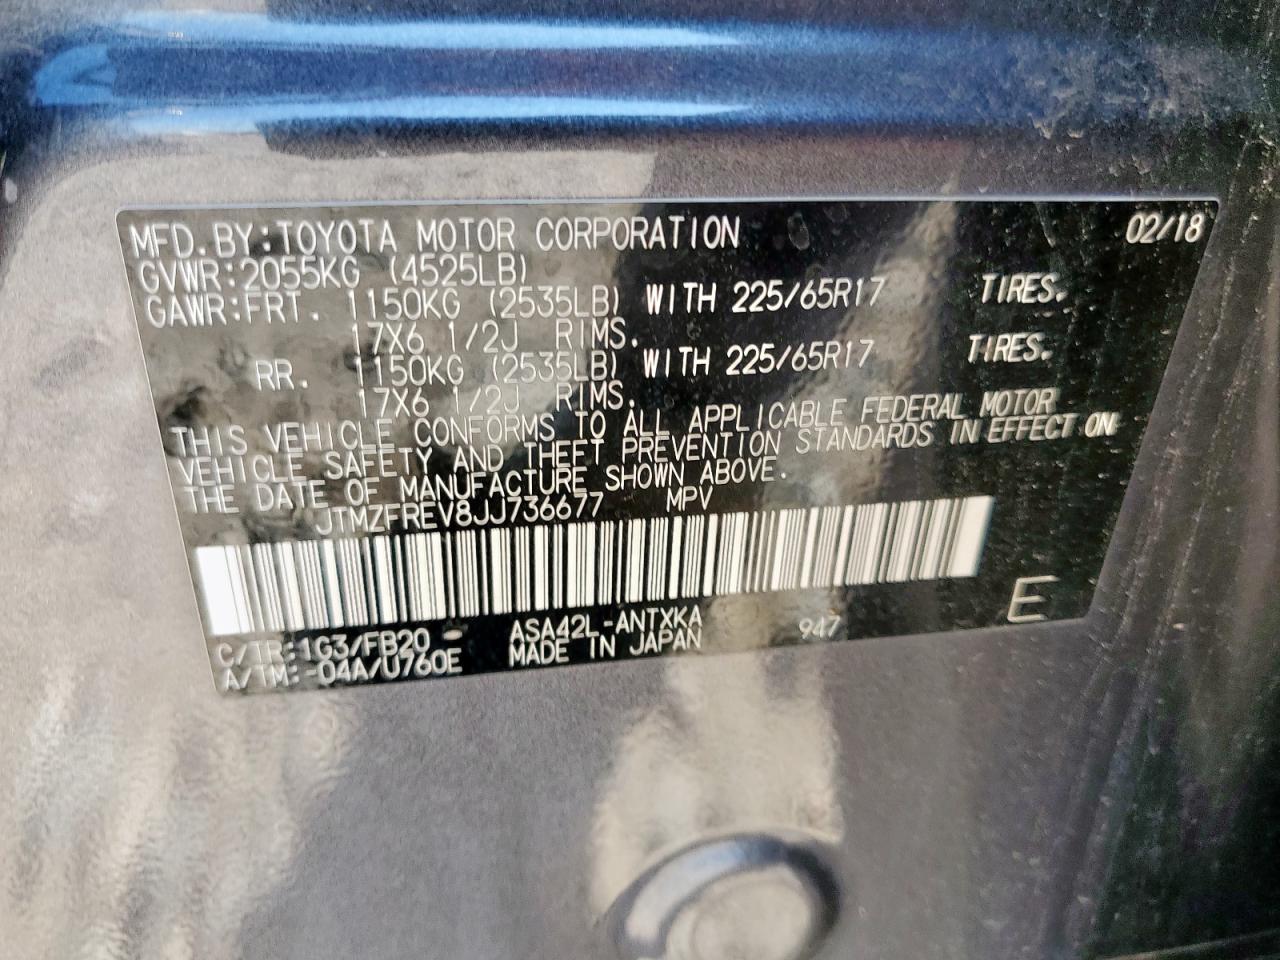 MFD.BY:TOYOTA MOTOR CORPORATION 02/18
GVWR:2055KG (4525LB)
GAWR:FRT. 1150KG (2535LB) WITH 225/65R17 TIRES.
17X6 1/2J RIMS.
RR. 1150KG (2535LB) WITH 225/65R17 TIRES.
17X6 1/2J RIMS.
THIS VEHICLE CONFORMS TO ALL APPLICABLE FEDERAL MOTOR
VEHICLE SAFETY AND THEFT PREVENTION STANDARDS IN EFFECT ON
THE DATE OF MANUFACTURE SHOWN ABOVE.
JTMZFREV8JJ736677 MPV
E
C/TR:1G3/FB20 ASA42L-ANTXKA 947
A/TM:-04A/U760E MADE IN JAPAN